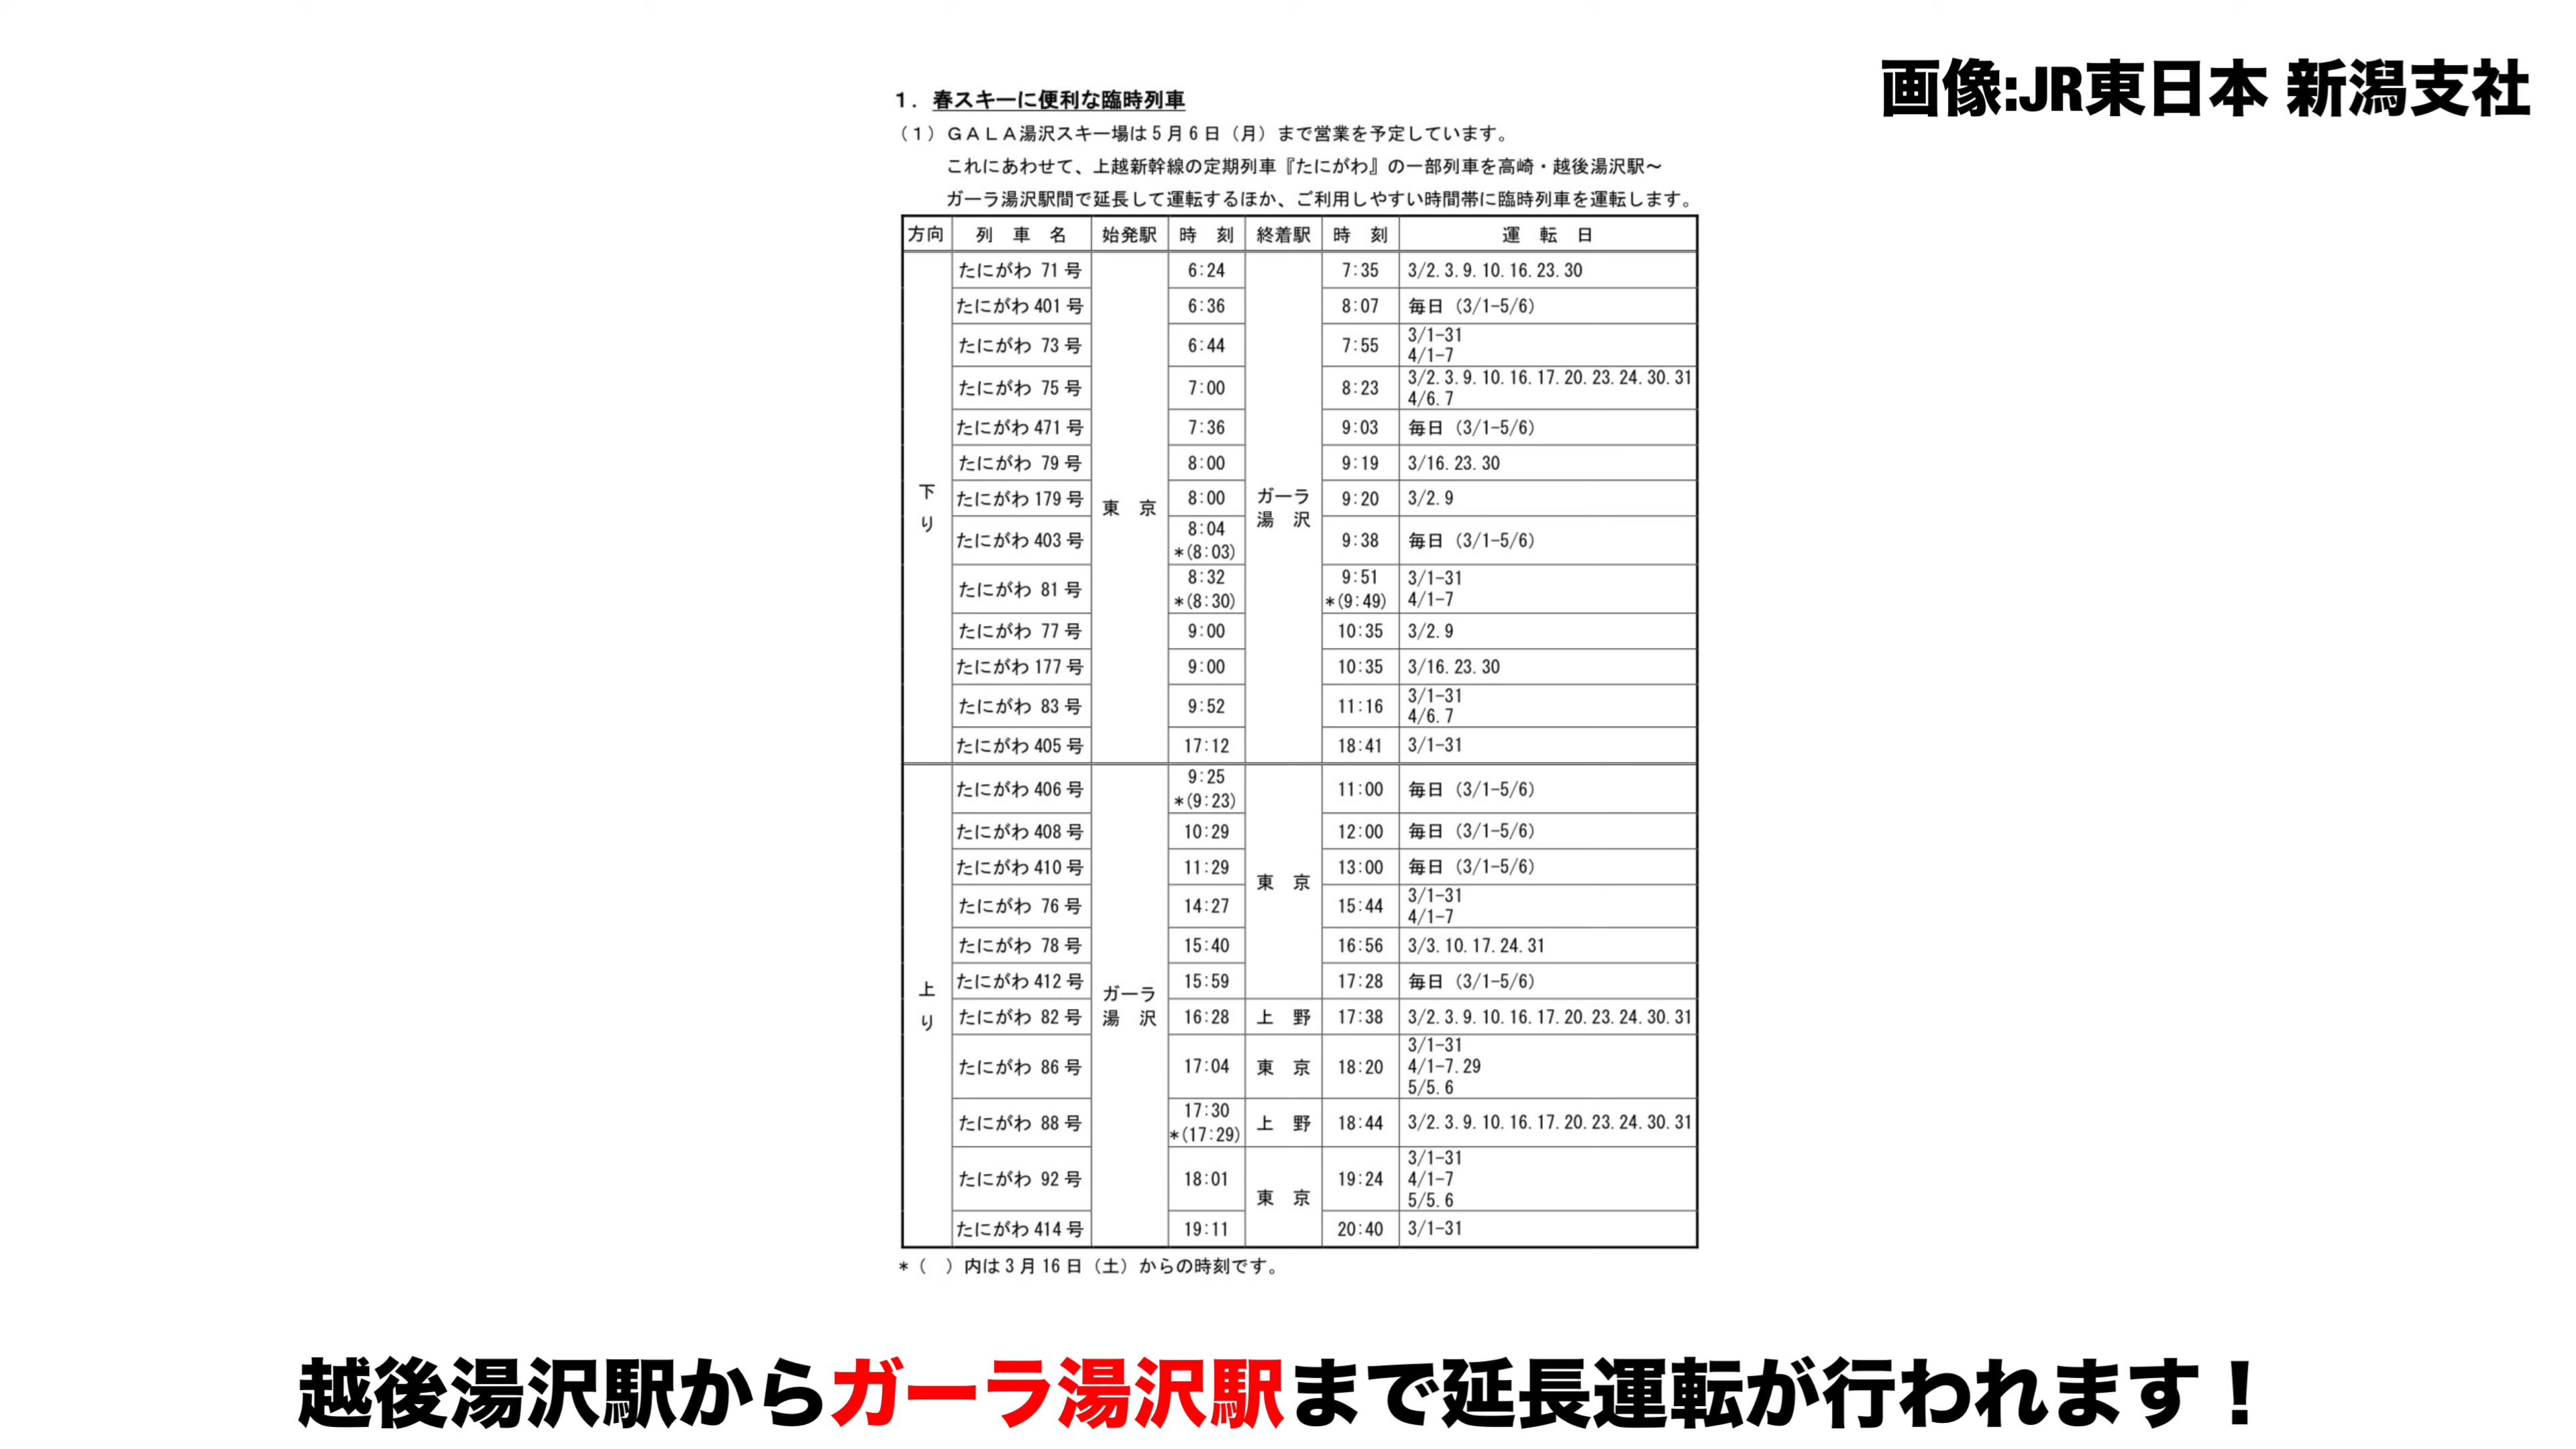 画像:JR東日本 新潟支社
１．春スキーに便利な臨時列車
（１）ＧＡＬＡ湯沢スキー場は５月６日（月）まで営業を予定しています。
これにあわせて、上越新幹線の定期列車『たにがわ』の一部列車を高崎・越後湯沢駅～
ガーラ湯沢駅間で延長して運転するほか、ご利用しやすい時間帯に臨時列車を運転します。
方向 列 車 名 始発駅 時 刻 終着駅 時 刻 運 転 日
下り 東 京 ガーラ湯 沢
たにがわ 71 号 6:24 7:35 3/2.3.9.10.16.23.30
たにがわ 401 号 6:36 8:07 毎日（3/1-5/6）
たにがわ 73 号 6:44 7:55 3/1-31
4/1-7
たにがわ 75 号 7:00 8:23 3/2.3.9.10.16.17.20.23.24.30.31
4/6.7
たにがわ 471 号 7:36 9:03 毎日（3/1-5/6）
たにがわ 79 号 8:00 9:19 3/16.23.30
たにがわ 179 号 8:00 9:20 3/2.9
たにがわ 403 号 8:04 9:38 毎日（3/1-5/6）
*(8:03)
たにがわ 81 号 8:32 9:51 3/1-31
*(8:30) *(9:49) 4/1-7
たにがわ 77 号 9:00 10:35 3/2.9
たにがわ 177 号 9:00 10:35 3/16.23.30
たにがわ 83 号 9:52 11:16 3/1-31
4/6.7
たにがわ 405 号 17:12 18:41 3/1-31
上り ガーラ湯 沢 東 京
たにがわ 406 号 9:25 11:00 毎日（3/1-5/6）
*(9:23)
たにがわ 408 号 10:29 12:00 毎日（3/1-5/6）
たにがわ 410 号 11:29 13:00 毎日（3/1-5/6）
たにがわ 76 号 14:27 15:44 3/1-31
4/1-7
たにがわ 78 号 15:40 16:56 3/3.10.17.24.31
たにがわ 412 号 15:59 17:28 毎日（3/1-5/6）
たにがわ 82 号 16:28 上 野 17:38 3/2.3.9.10.16.17.20.23.24.30.31
たにがわ 86 号 17:04 東 京 18:20 3/1-31
4/1-7.29
5/5.6
たにがわ 88 号 17:30 上 野 18:44 3/2.3.9.10.16.17.20.23.24.30.31
*(17:29)
たにがわ 92 号 18:01 東 京 19:24 3/1-31
4/1-7
5/5.6
たにがわ 414 号 19:11 20:40 3/1-31
*（　）内は３月16日（土）からの時刻です。
越後湯沢駅からガーラ湯沢駅まで延長運転が行われます！